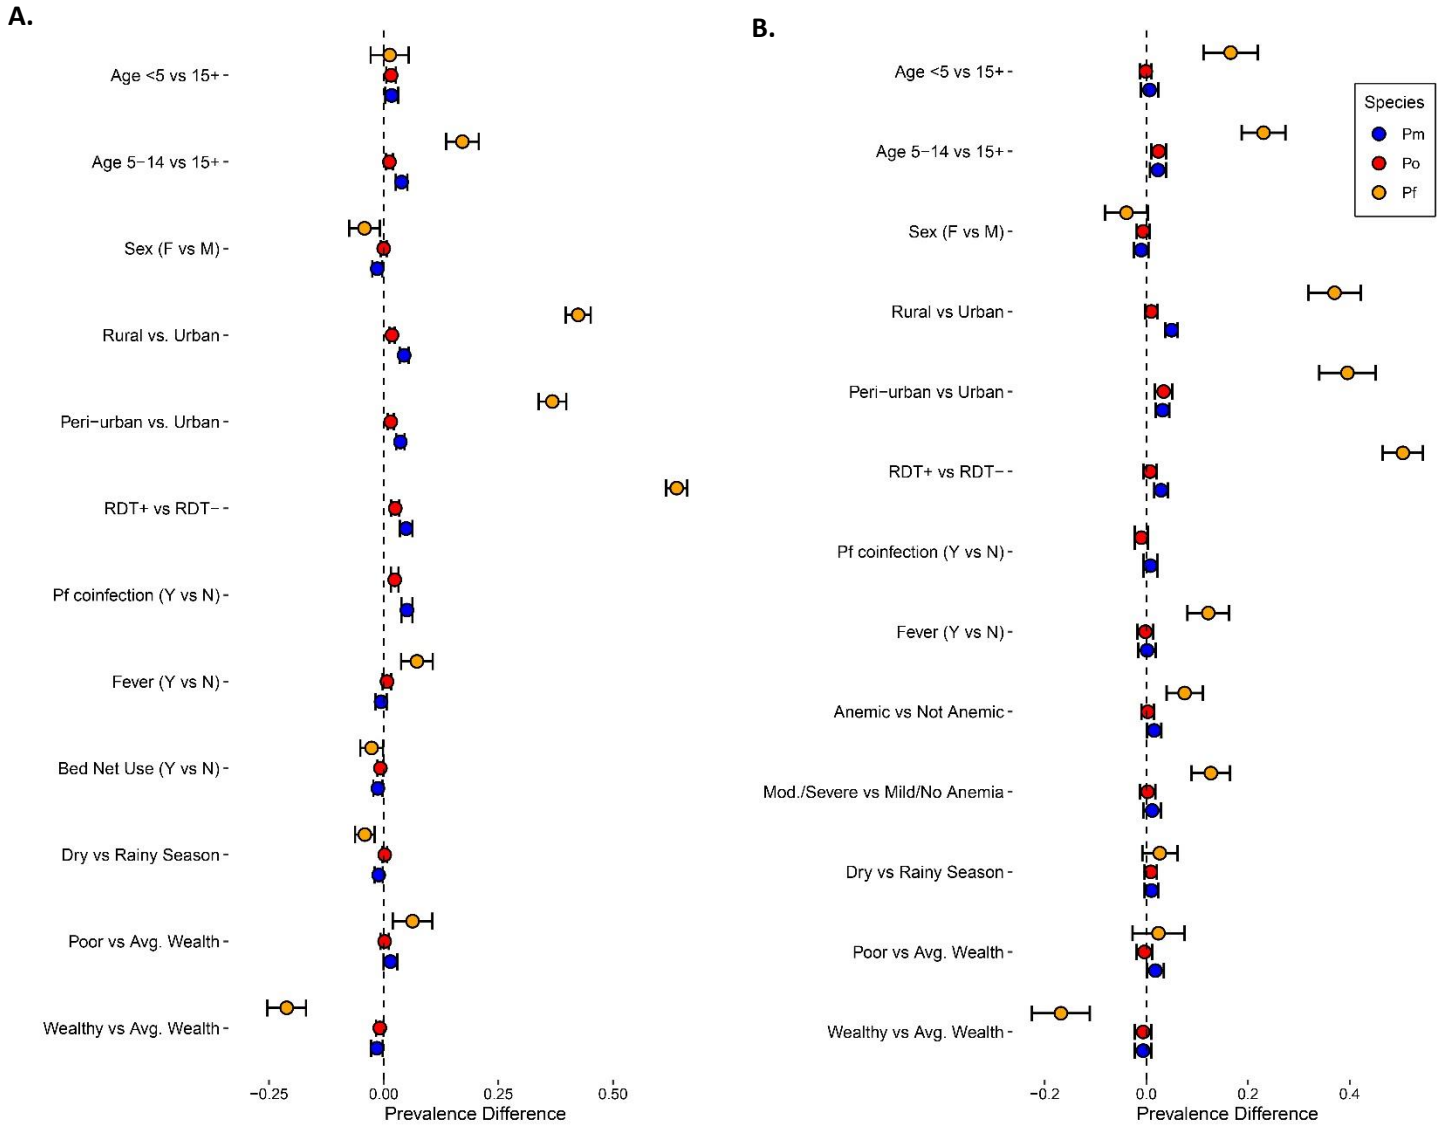 A.
Age <5 vs 15+
Age 5−14 vs 15+
Sex (F vs M)
Rural vs. Urban
Peri−urban vs. Urban
RDT+ vs RDT−
Pf coinfection (Y vs N)
Fever (Y vs N)
Bed Net Use (Y vs N)
Dry vs Rainy Season
Poor vs Avg. Wealth
Wealthy vs Avg. Wealth
−0.25 0.00 0.25 0.50
Prevalence Difference
B.
Age <5 vs 15+
Age 5−14 vs 15+
Sex (F vs M)
Rural vs Urban
Peri−urban vs Urban
RDT+ vs RDT−
Pf coinfection (Y vs N)
Fever (Y vs N)
Anemic vs Not Anemic
Mod./Severe vs Mild/No Anemia
Dry vs Rainy Season
Poor vs Avg. Wealth
Wealthy vs Avg. Wealth
−0.2 0.0 0.2 0.4
Prevalence Difference
Species
Pm
Po
Pf